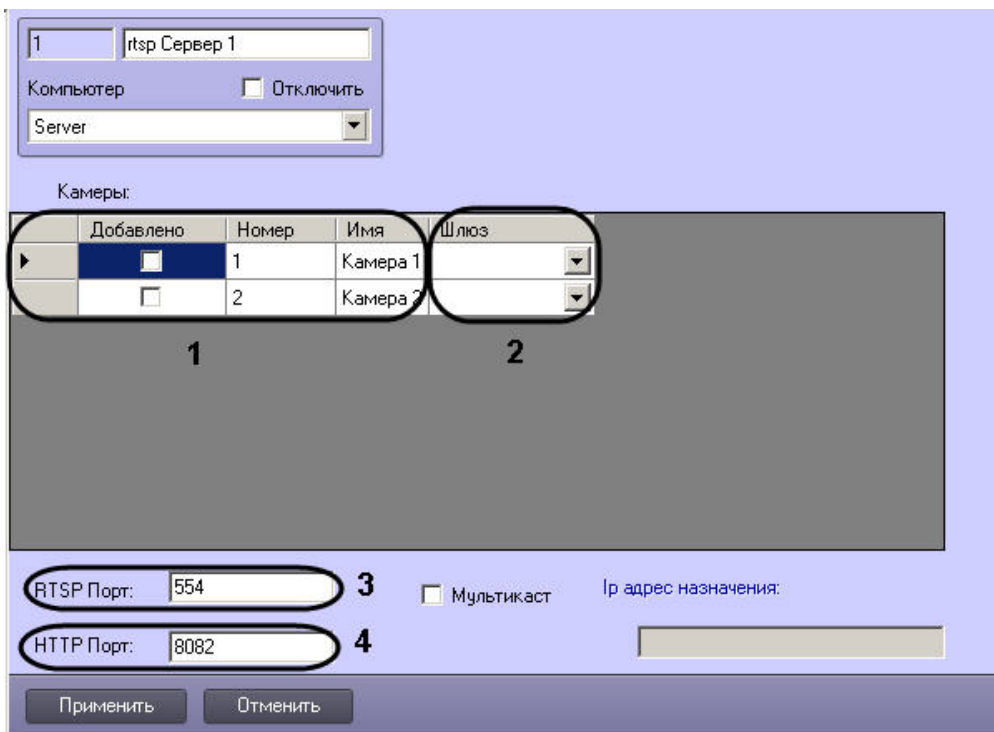 1 rtsp Сервер 1
Компьютер Отключить
Server
Камеры:
Добавлено Номер Имя Шлюз
1 Камера 1
2 Камера 2
1 2
RTSP Порт: 554 3 Мультикаст Ip адрес назначения:
HTTP Порт: 8082 4
Применить Отменить